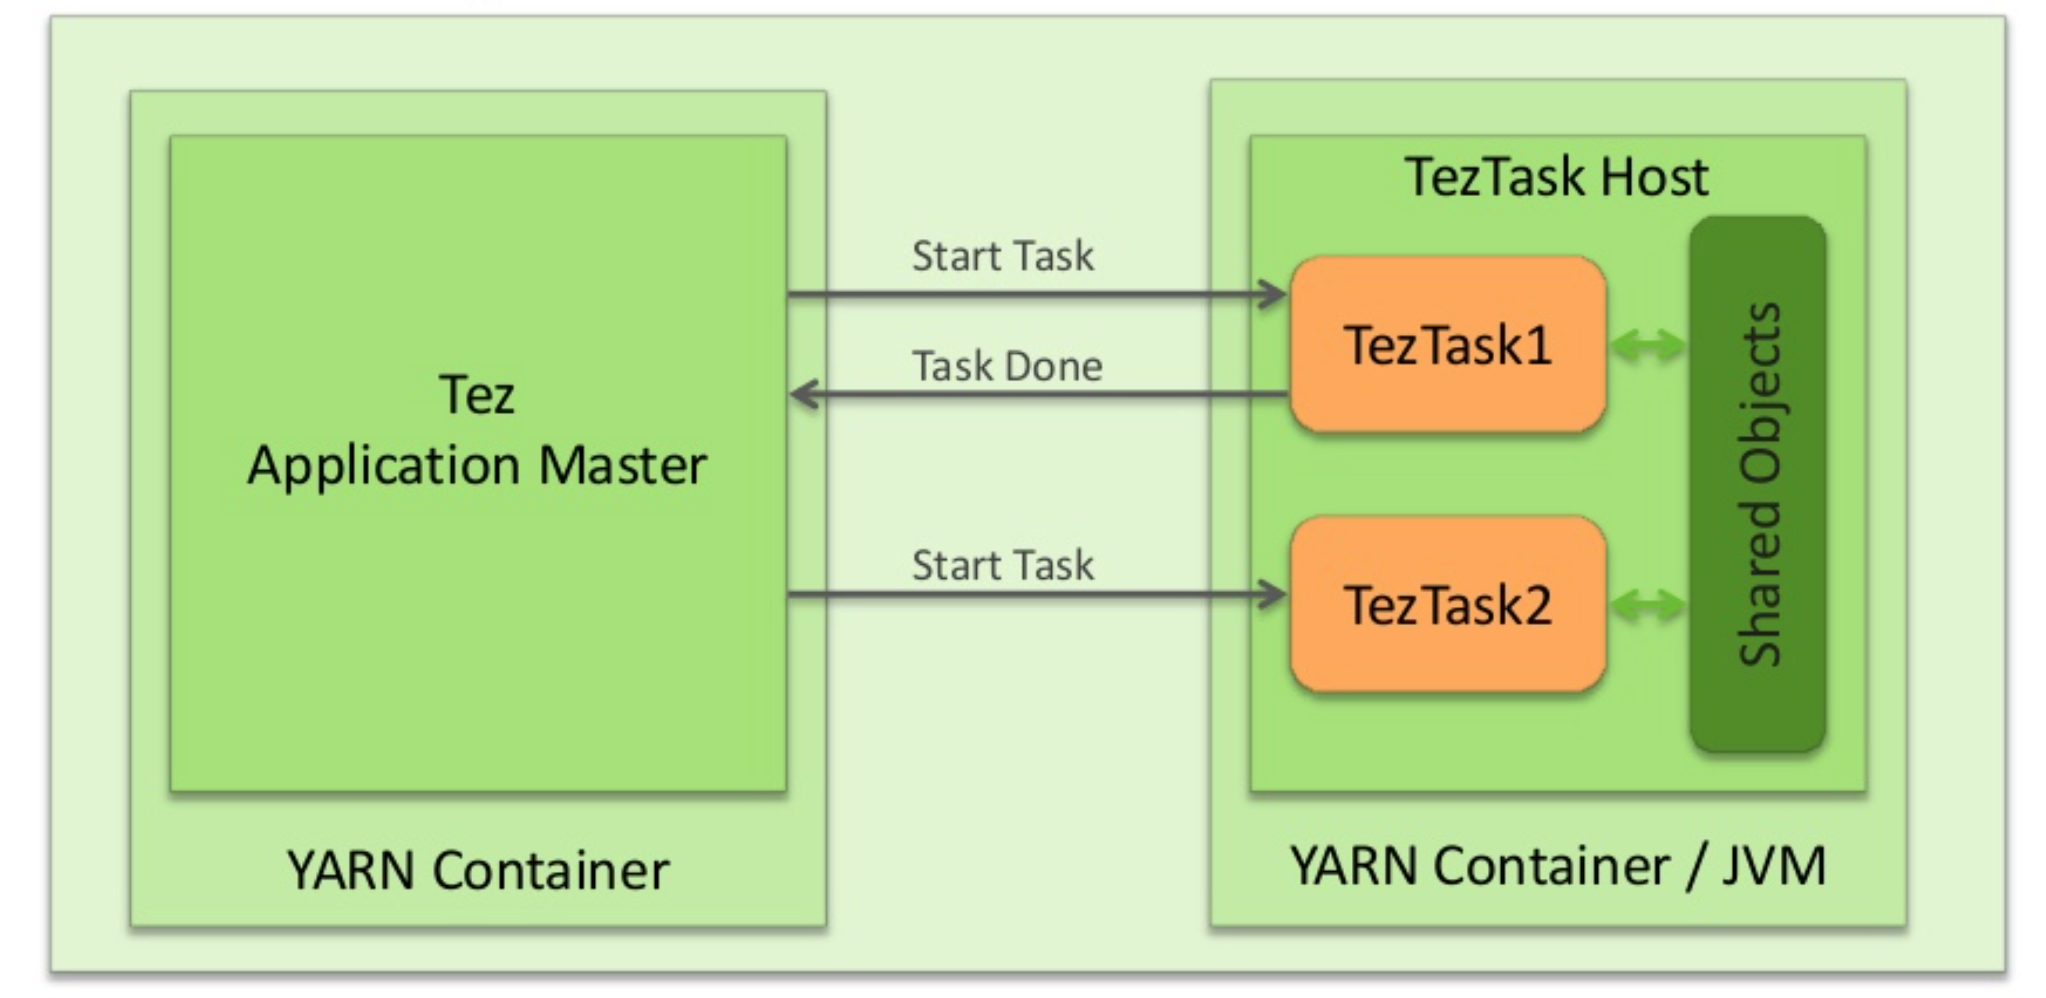 Tez
Application Master
YARN Container
Start Task
Task Done
Start Task
TezTask Host
TezTask1
TezTask2
Shared Objects
YARN Container / JVM